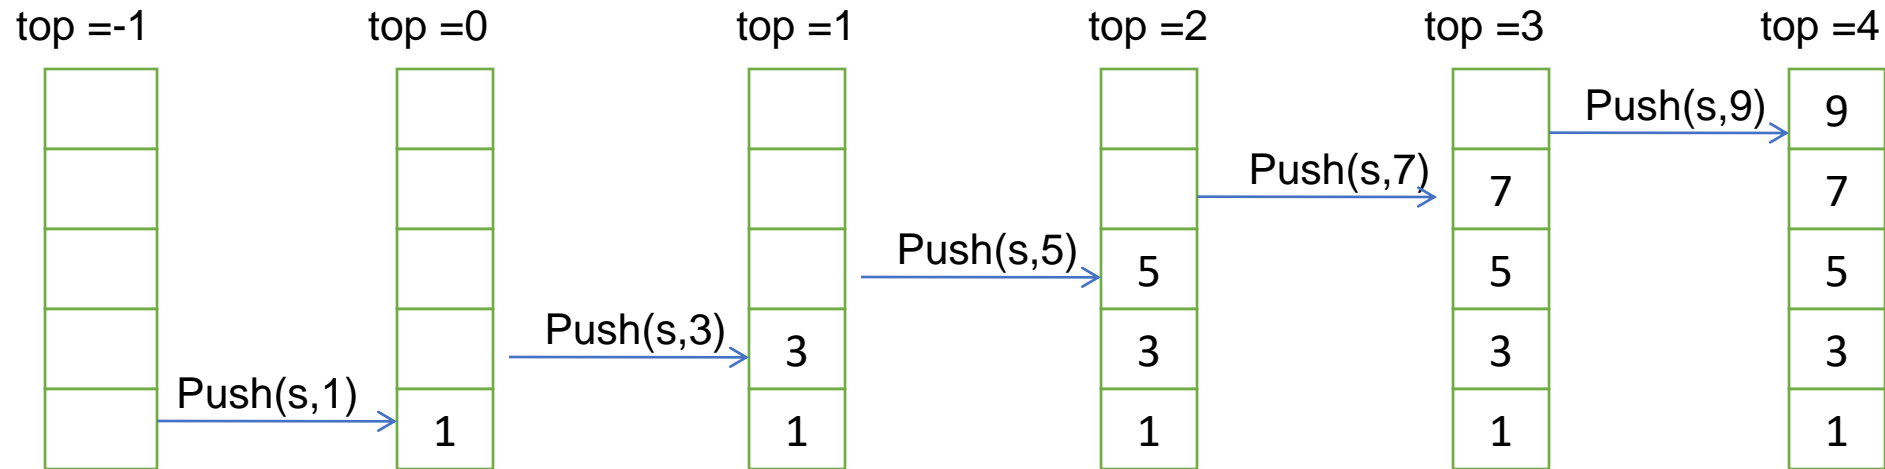 top =-1
top =0
top =1
top =2
top =3
top =4
Push(s,9)
9
Push(s,7)
7
7
Push(s,5)
5
5
5
Push(s,3)
3
3
3
3
Push(s,1)
1
1
1
1
1